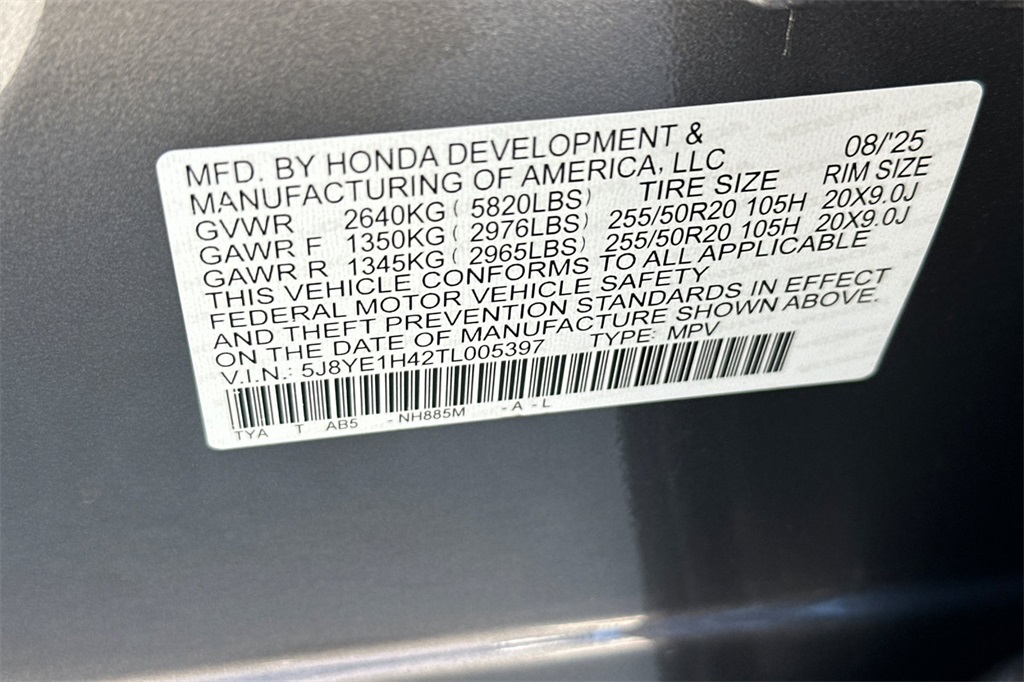 MFD. BY HONDA DEVELOPMENT & 08/'25
MANUFACTURING OF AMERICA, LLC
GVWR 2640KG ( 5820LBS) TIRE SIZE RIM SIZE
GAWR F 1350KG ( 2976LBS) 255/50R20 105H 20X9.0J
GAWR R 1345KG ( 2965LBS) 255/50R20 105H 20X9.0J
THIS VEHICLE CONFORMS TO ALL APPLICABLE
FEDERAL MOTOR VEHICLE SAFETY
AND THEFT PREVENTION STANDARDS IN EFFECT
ON THE DATE OF MANUFACTURE SHOWN ABOVE.
V.I.N.: 5J8YE1H42TL005397 TYPE: MPV
TYA T AB5 - NH885M - A - L